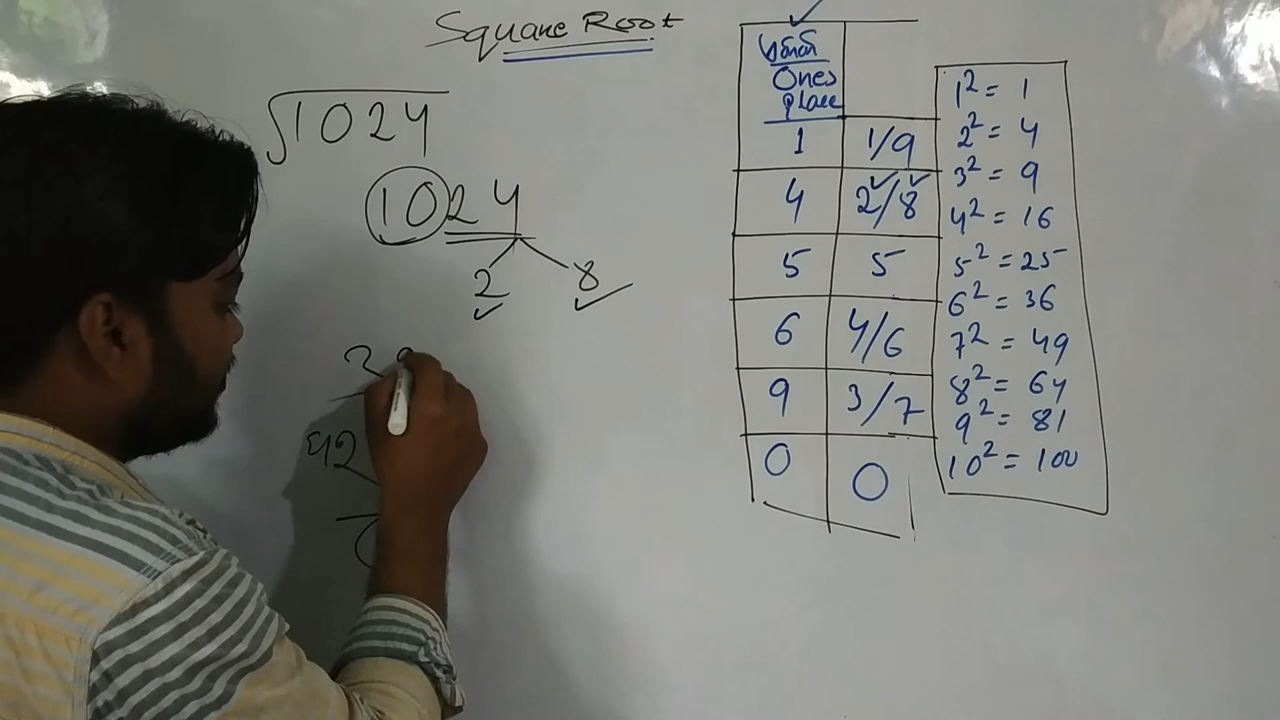 Square Root
√1024
1024
2 8
Ones
place
1 1/9
4 2/8
5 5
6 4/6
9 3/7
0 0
1² = 1
2² = 4
3² = 9
4² = 16
5² = 25
6² = 36
7² = 49
8² = 64
9² = 81
10² = 100